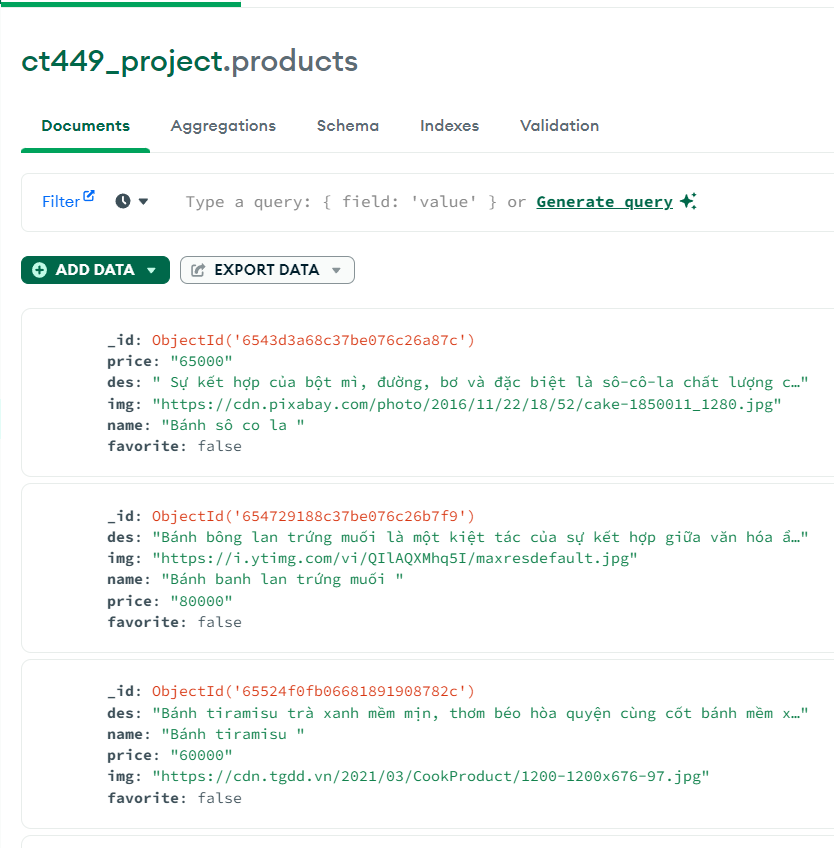 ct449_project.products
Documents Aggregations Schema Indexes Validation
Filter Type a query: { field: 'value' } or Generate query
ADD DATA EXPORT DATA
_id: ObjectId('6543d3a68c37be076c26a87c')
price: "65000"
des: " Sự kết hợp của bột mì, đường, bơ và đặc biệt là sô-cô-la chất lượng c…"
img: "https://cdn.pixabay.com/photo/2016/11/22/18/52/cake-1850011_1280.jpg"
name: "Bánh sô co la "
favorite: false
_id: ObjectId('654729188c37be076c26b7f9')
des: "Bánh bông lan trứng muối là một kiệt tác của sự kết hợp giữa văn hóa ẩ…"
img: "https://i.ytimg.com/vi/QIlAQXMhq5I/maxresdefault.jpg"
name: "Bánh banh lan trứng muối "
price: "80000"
favorite: false
_id: ObjectId('65524f0fb06681891908782c')
des: "Bánh tiramisu trà xanh mềm mịn, thơm béo hòa quyện cùng cốt bánh mềm x…"
name: "Bánh tiramisu "
price: "60000"
img: "https://cdn.tgdd.vn/2021/03/CookProduct/1200-1200x676-97.jpg"
favorite: false